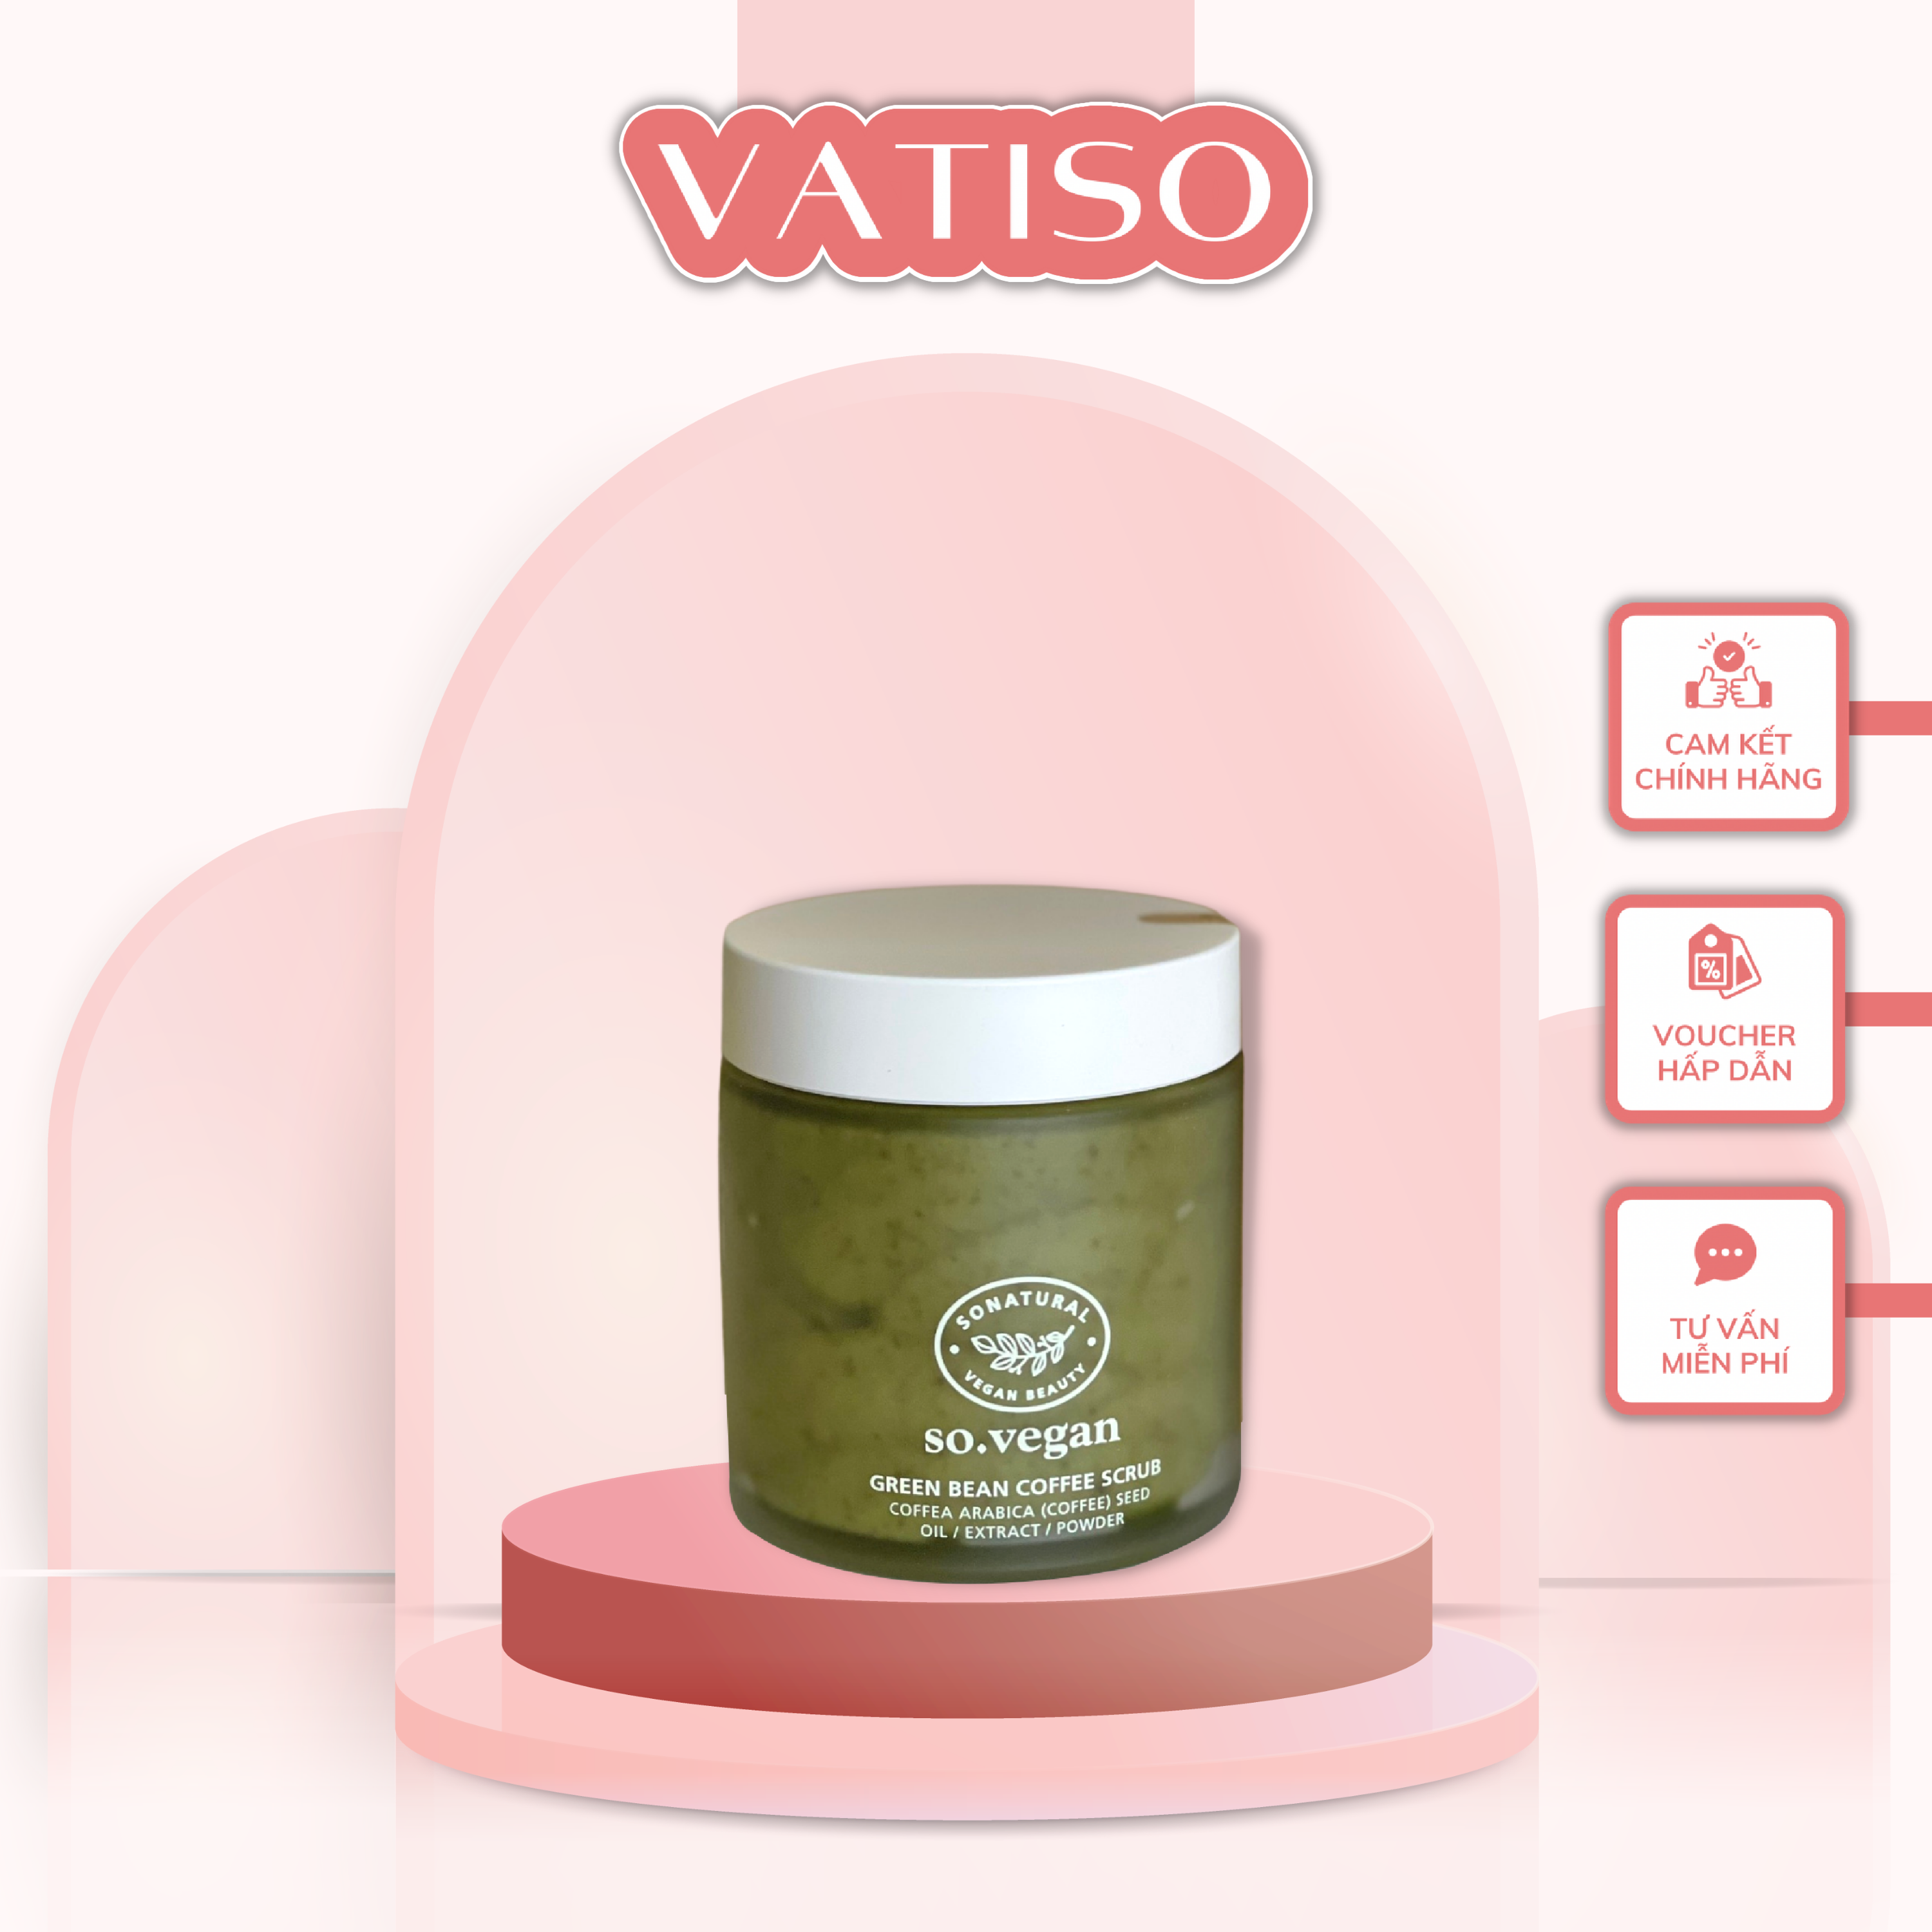 VATISO
CAM KẾT
CHÍNH HÃNG
%
VOUCHER
HẤP DẪN
TƯ VẤN
MIỄN PHÍ
SONATURAL
VEGAN BEAUTY
so.vegan
GREEN BEAN COFFEE SCRUB
COFFEA ARABICA (COFFEE) SEED
OIL / EXTRACT / POWDER